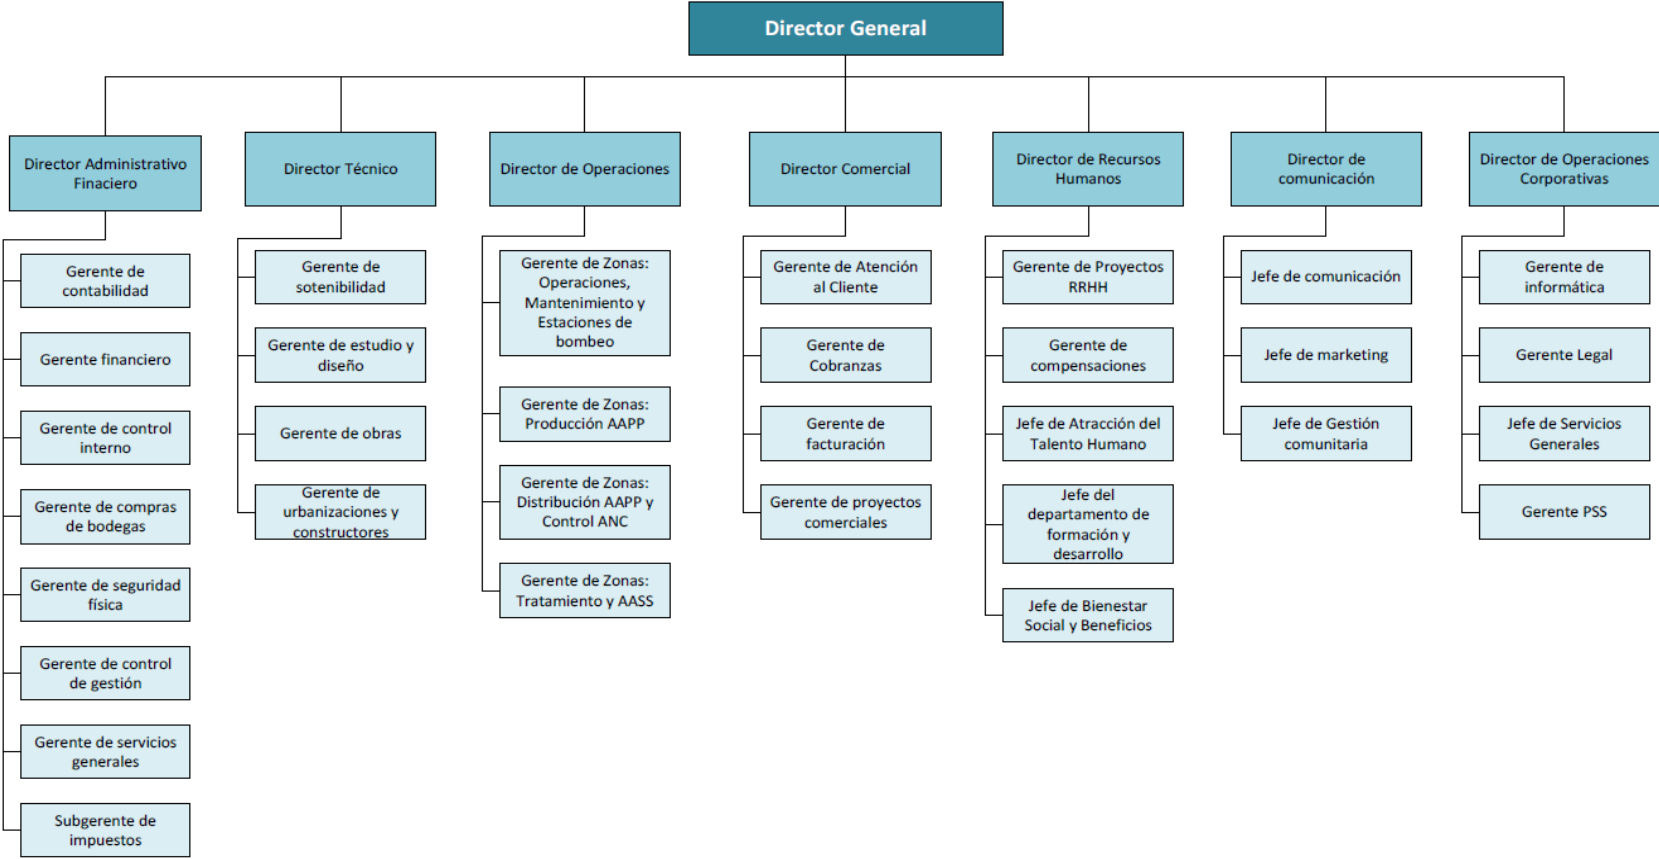 Director General
Director Administrativo
Finaciero
Gerente de
contabilidad
Gerente financiero
Gerente de control
interno
Gerente de compras
de bodegas
Gerente de seguridad
física
Gerente de control
de gestión
Gerente de servicios
generales
Subgerente de
impuestos
Director Técnico
Gerente de
sotenibilidad
Gerente de estudio y
diseño
Gerente de obras
Gerente de
urbanizaciones y
constructores
Director de Operaciones
Gerente de Zonas:
Operaciones,
Mantenimiento y
Estaciones de
bombeo
Gerente de Zonas:
Producción AAPP
Gerente de Zonas:
Distribución AAPP y
Control ANC
Gerente de Zonas:
Tratamiento y AASS
Director Comercial
Gerente de Atención
al Cliente
Gerente de
Cobranzas
Gerente de
facturación
Gerente de proyectos
comerciales
Director de Recursos
Humanos
Gerente de Proyectos
RRHH
Gerente de
compensaciones
Jefe de Atracción del
Talento Humano
Jefe del
departamento de
formación y
desarrollo
Jefe de Bienestar
Social y Beneficios
Director de
comunicación
Jefe de comunicación
Jefe de marketing
Jefe de Gestión
comunitaria
Director de Operaciones
Corporativas
Gerente de
informática
Gerente Legal
Jefe de Servicios
Generales
Gerente PSS